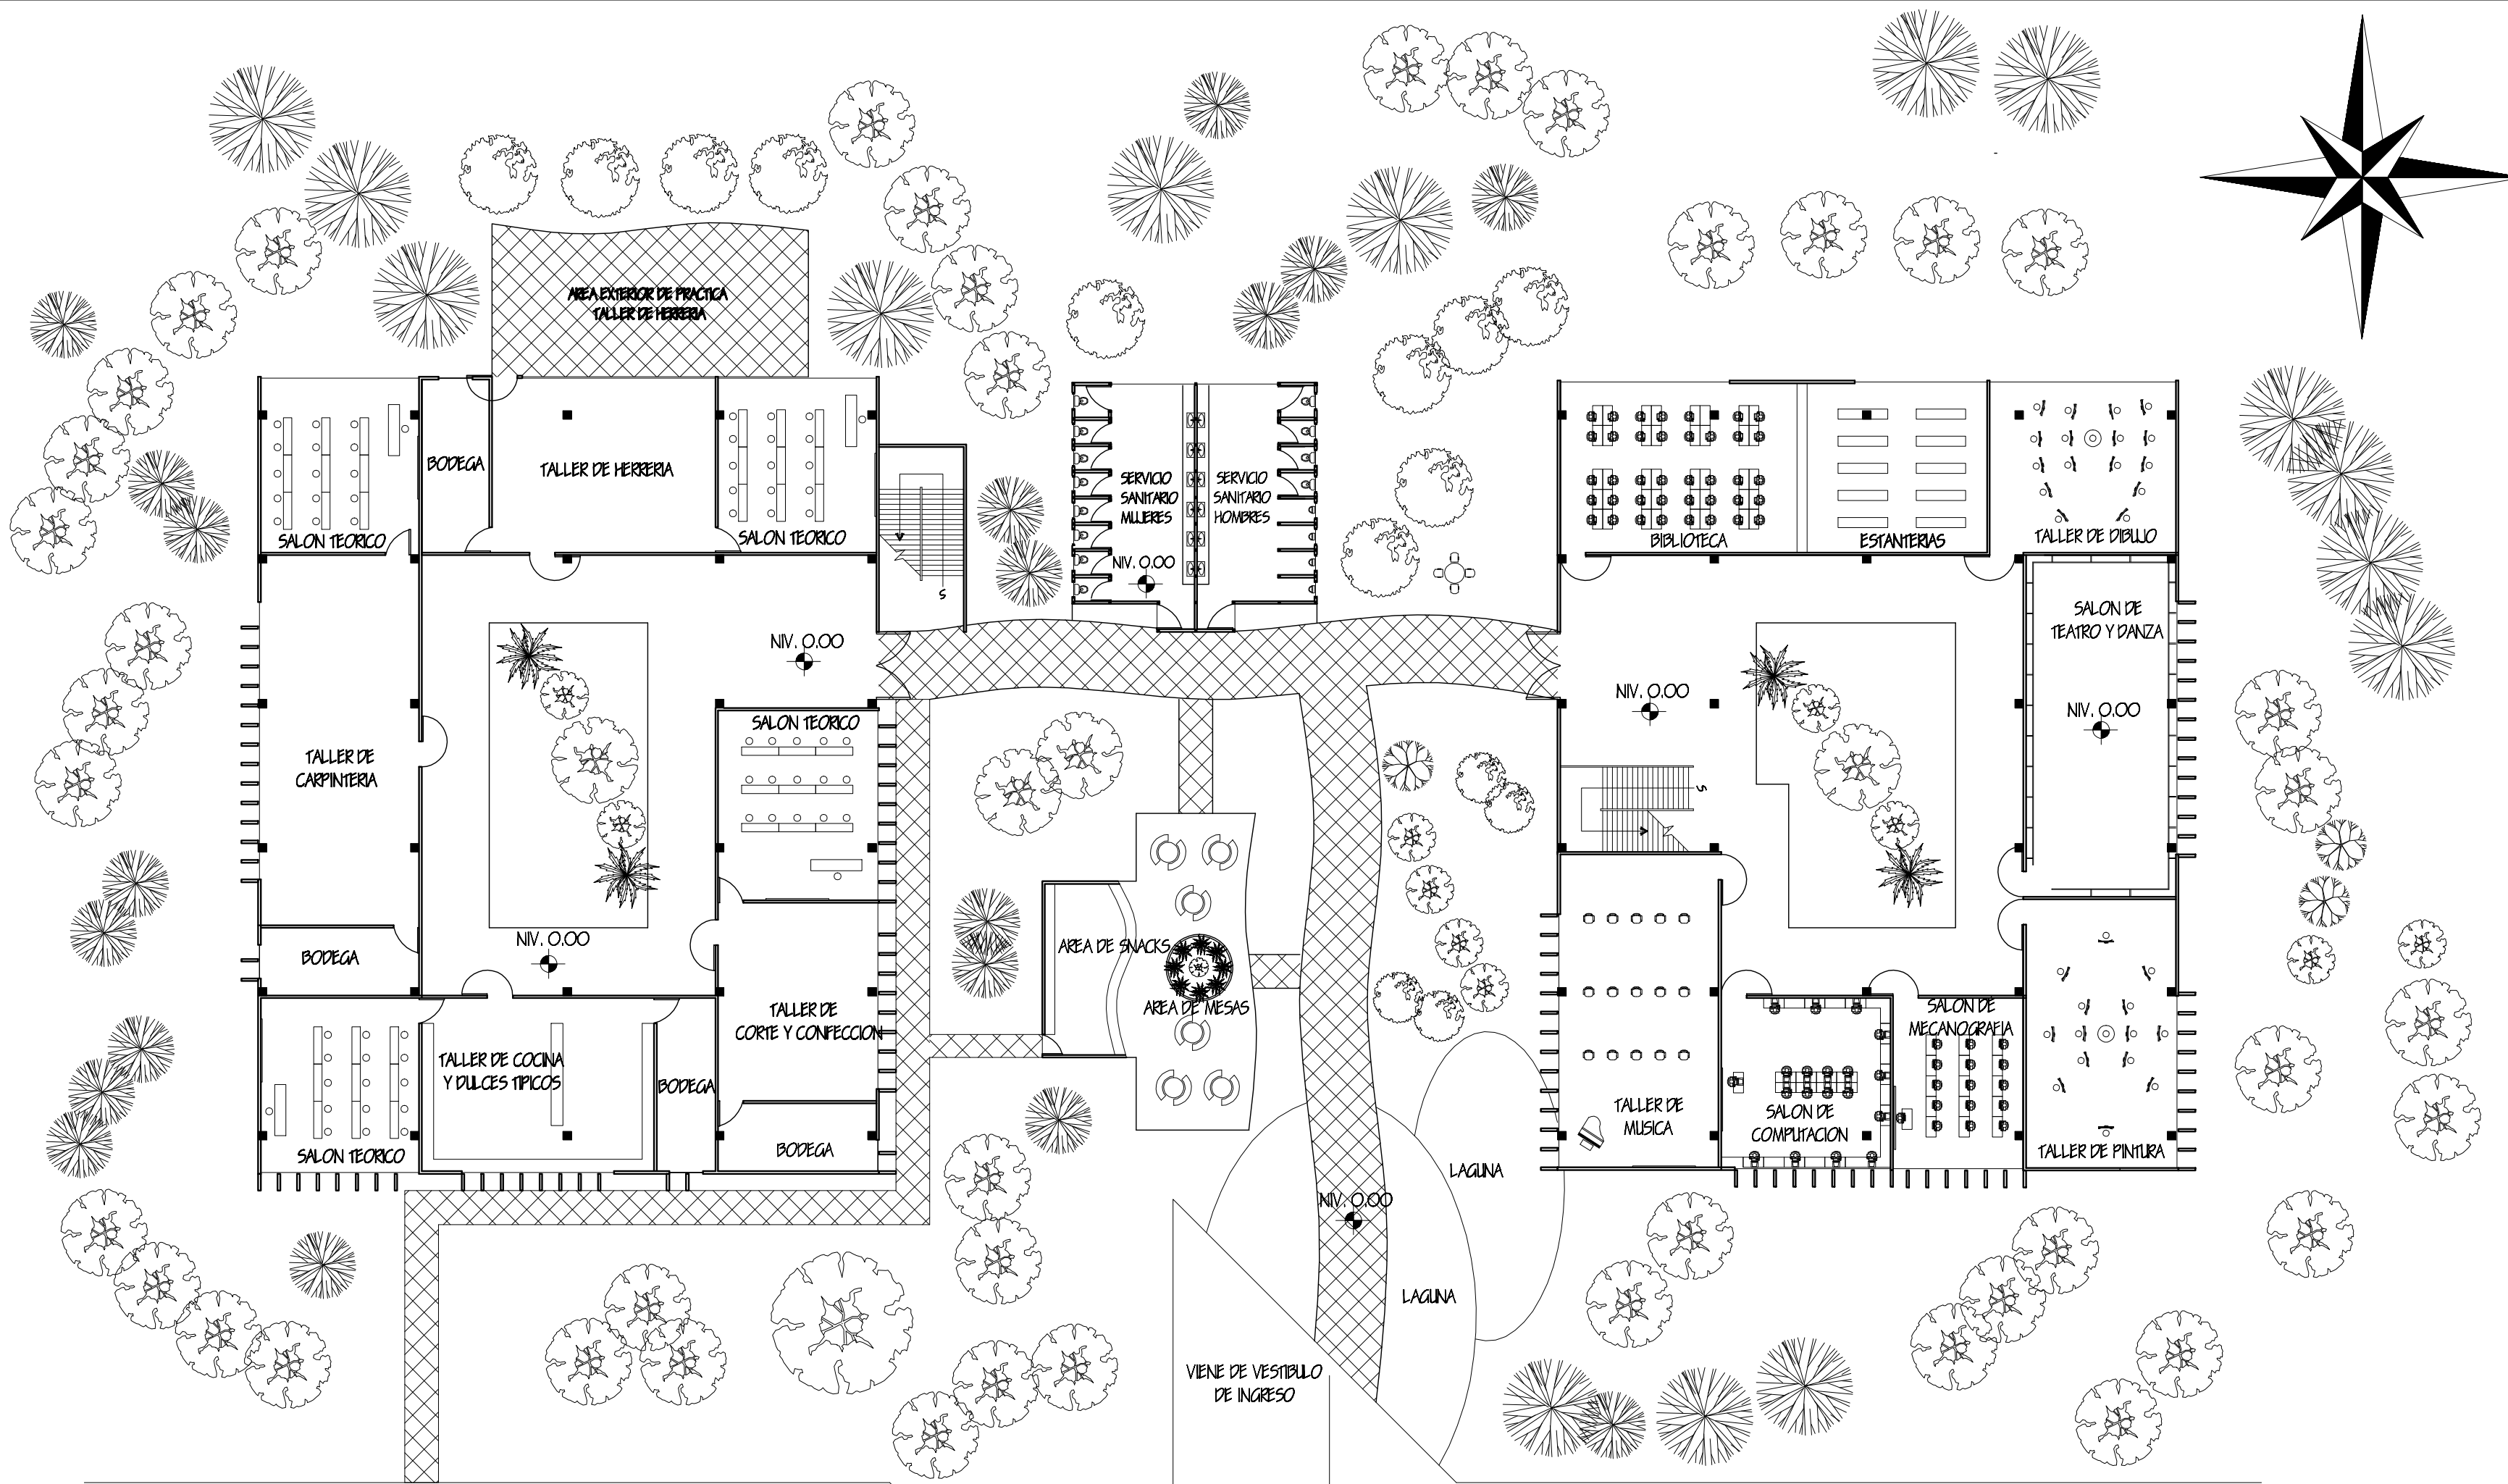 AREA EXTERIOR DE PRACTICA
TALLER DE HERRERIA
BODEGA
TALLER DE HERRERIA
SALON TEORICO
SALON TEORICO
S
SERVICIO
SANITARIO
MUJERES
SERVICIO
SANITARIO
HOMBRES
NIV. 0.00
BIBLIOTECA
ESTANTERIAS
TALLER DE DIBUJO
SALON DE
TEATRO Y DANZA
NIV. 0.00
NIV. 0.00
NIV. 0.00
S
SALON TEORICO
TALLER DE
CARPINTERIA
NIV. 0.00
BODEGA
AREA DE SNACKS
AREA DE MESAS
TALLER DE
CORTE Y CONFECCION
TALLER DE COCINA
Y DULCES TIPICOS
BODEGA
SALON TEORICO
BODEGA
SALON DE
MECANOGRAFIA
TALLER DE
MUSICA
SALON DE
COMPUTACION
TALLER DE PINTURA
LAGUNA
NIV. 0.00
LAGUNA
VIENE DE VESTIBULO
DE INGRESO